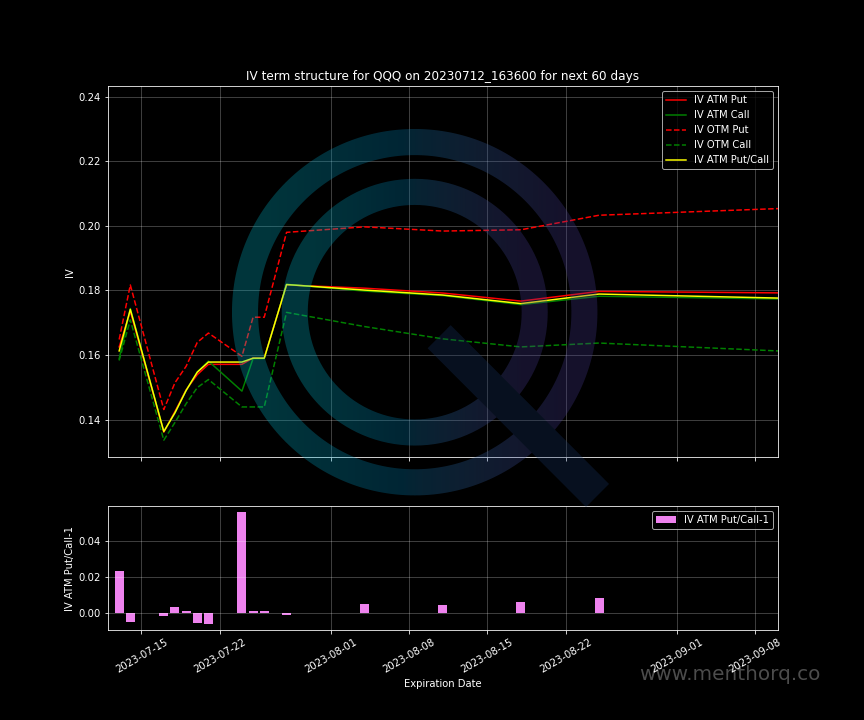 IV term structure for QQQ on 20230712_163600 for next 60 days
IV ATM Put
IV ATM Call
IV OTM Put
IV OTM Call
IV ATM Put/Call
0.24
0.22
0.20
0.18
0.16
0.14
IV
IV ATM Put/Call-1
0.04
0.02
0.00
IV ATM Put/Call-1
2023-07-15
2023-07-22
2023-08-01
2023-08-08
2023-08-15
2023-08-22
2023-09-01
2023-09-08
Expiration Date
www.menthorq.co